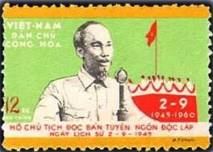 VIỆT-NAM
DÂN CHỦ
CỘNG HÒA
2-9
1945-1960
12
HỒ CHỦ TỊCH ĐỌC BẢN TUYÊN NGÔN ĐỘC LẬP
NGÀY LỊCH SỬ 2-9-1945